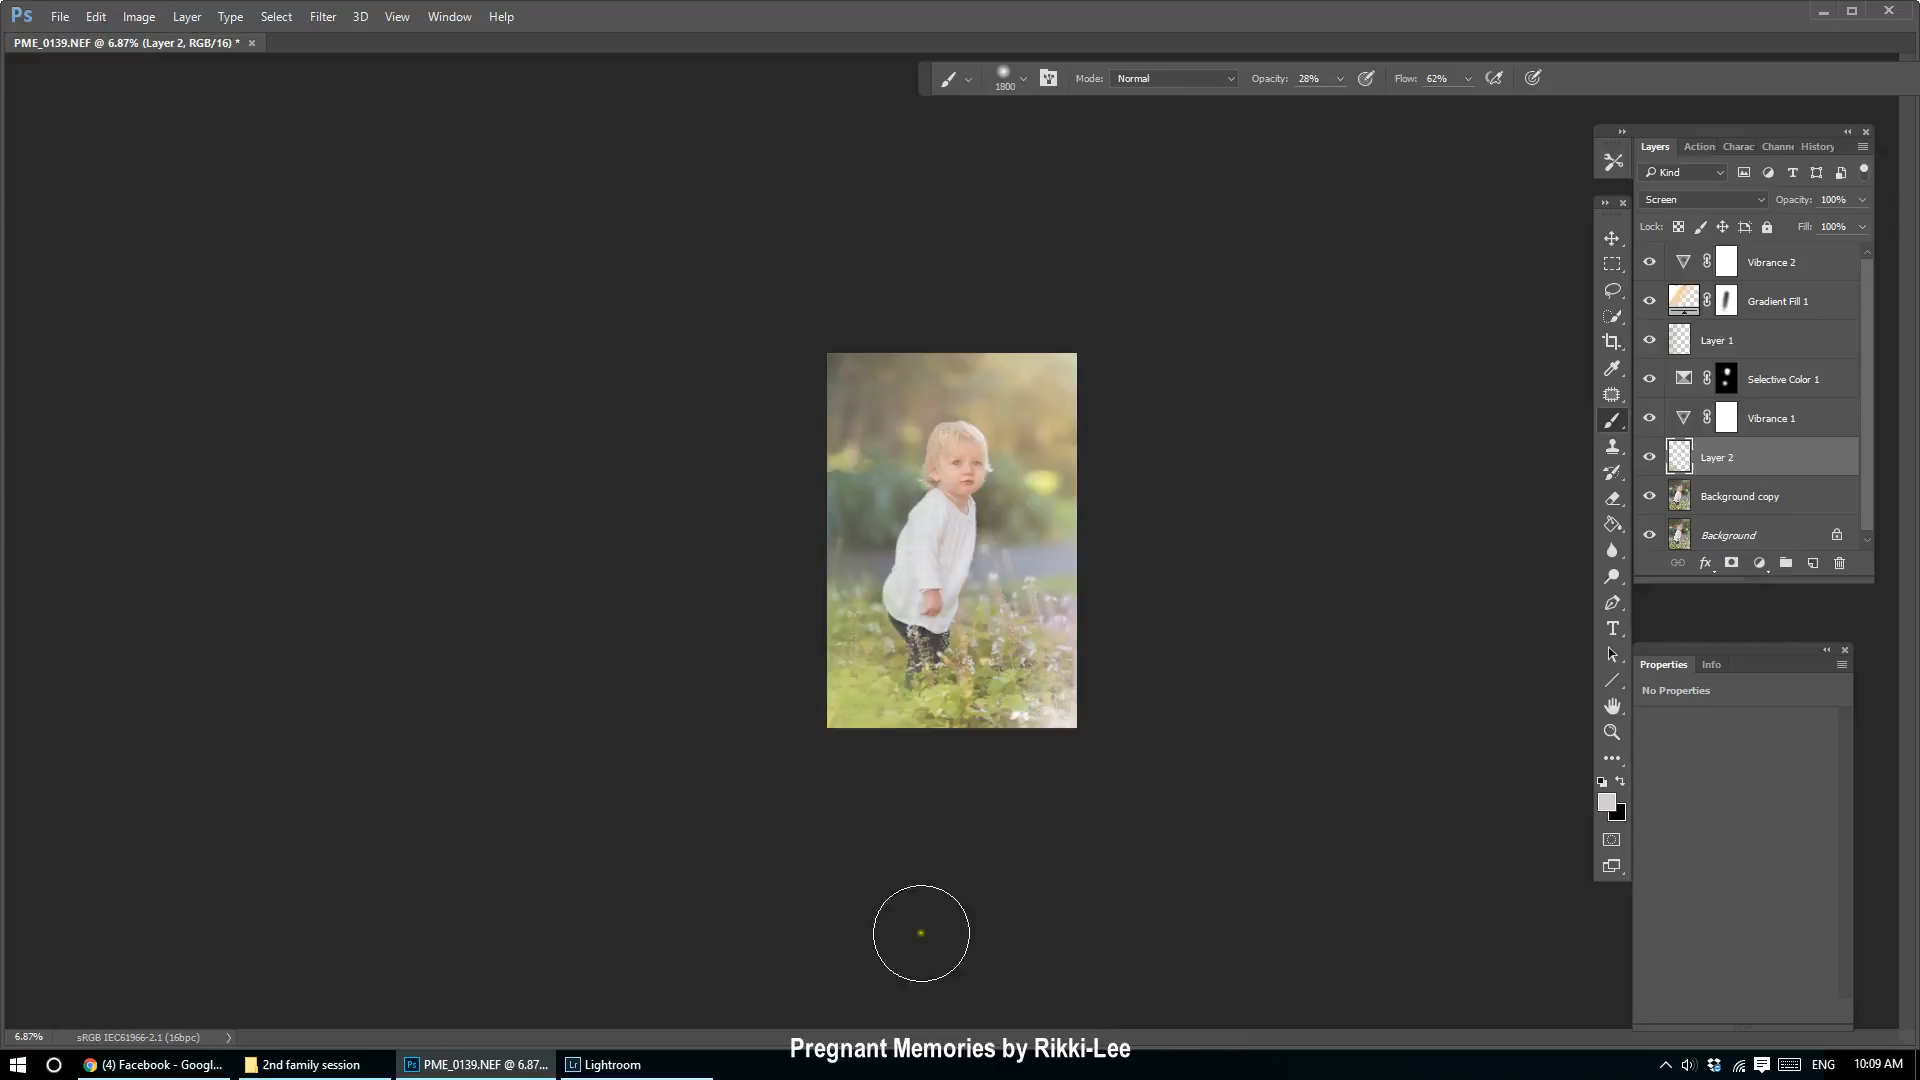 Ps File Edit Image Layer Type Select Filter 3D View Window Help
PME_0139.NEF @ 6.87% (Layer 2, RGB/16) *
1800 Mode: Normal Opacity: 28% Flow: 62%
Layers Action Charac Channe History
Kind
Screen Opacity: 100%
Lock: Fill: 100%
Vibrance 2
Gradient Fill 1
Layer 1
Selective Color 1
Vibrance 1
Layer 2
Background copy
Background
fx
Properties Info
No Properties
6.87% sRGB IEC61966-2.1 (16bpc)
Pregnant Memories by Rikki-Lee
(4) Facebook - Googl... 2nd family session Ps PME_0139.NEF @ 6.87... Lr Lightroom ENG 10:09 AM